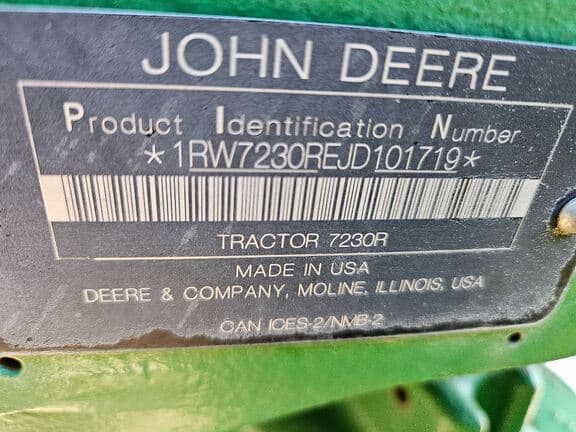 JOHN DEERE
Product Identification Number
*1RW7230REJD101719*
TRACTOR 7230R
MADE IN USA
DEERE & COMPANY, MOLINE, ILLINOIS, USA
CAN ICES-2/NMB-2